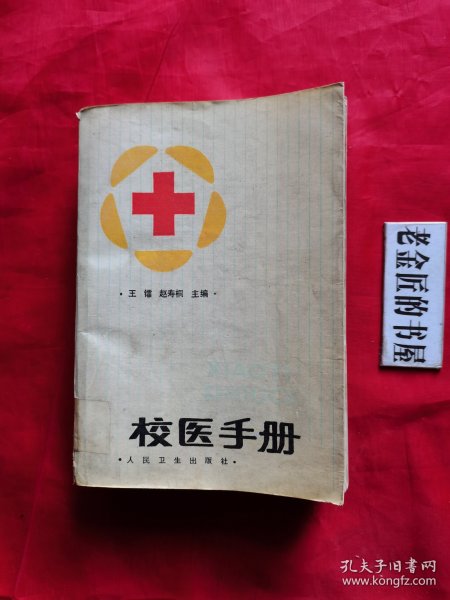 ·王镭 赵寿桐 主编·
校医手册
·人民卫生出版社·
老金匠的书屋
孔夫子旧书网
www.kongfz.com